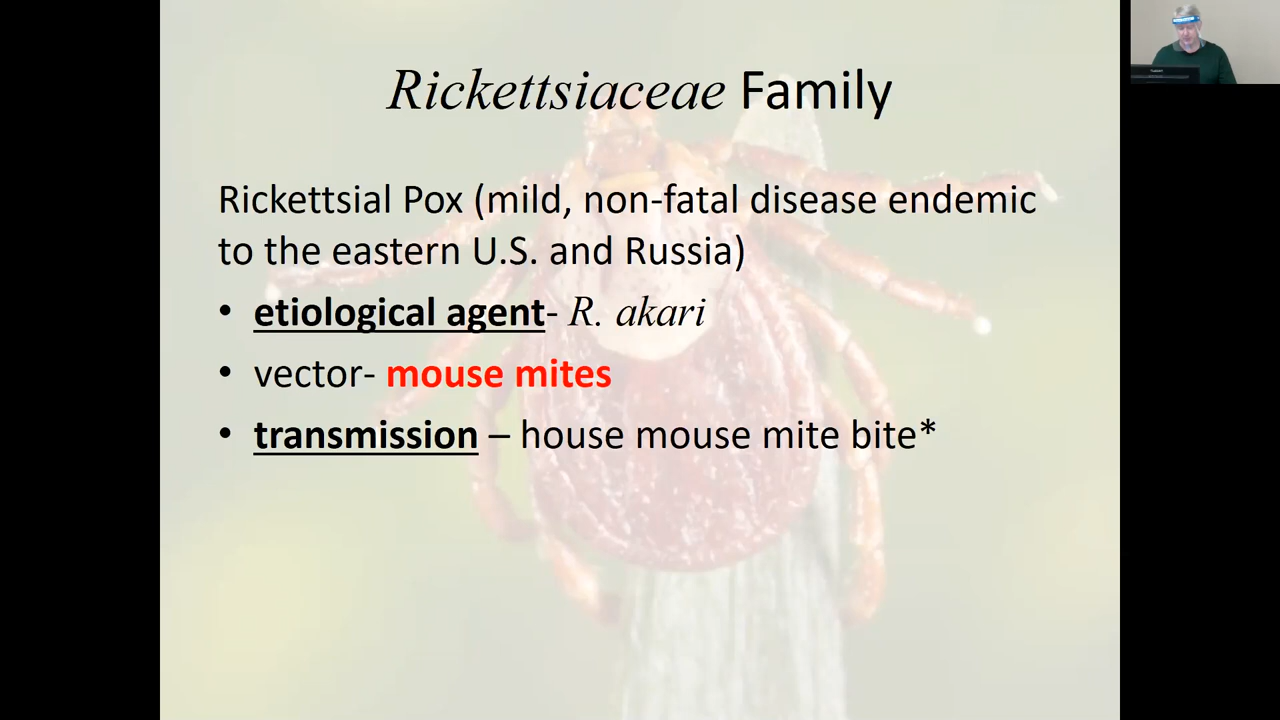 Rickettsiaceae Family
Rickettsial Pox (mild, non-fatal disease endemic
to the eastern U.S. and Russia)
• etiological agent- R. akari
• vector- mouse mites
• transmission – house mouse mite bite*